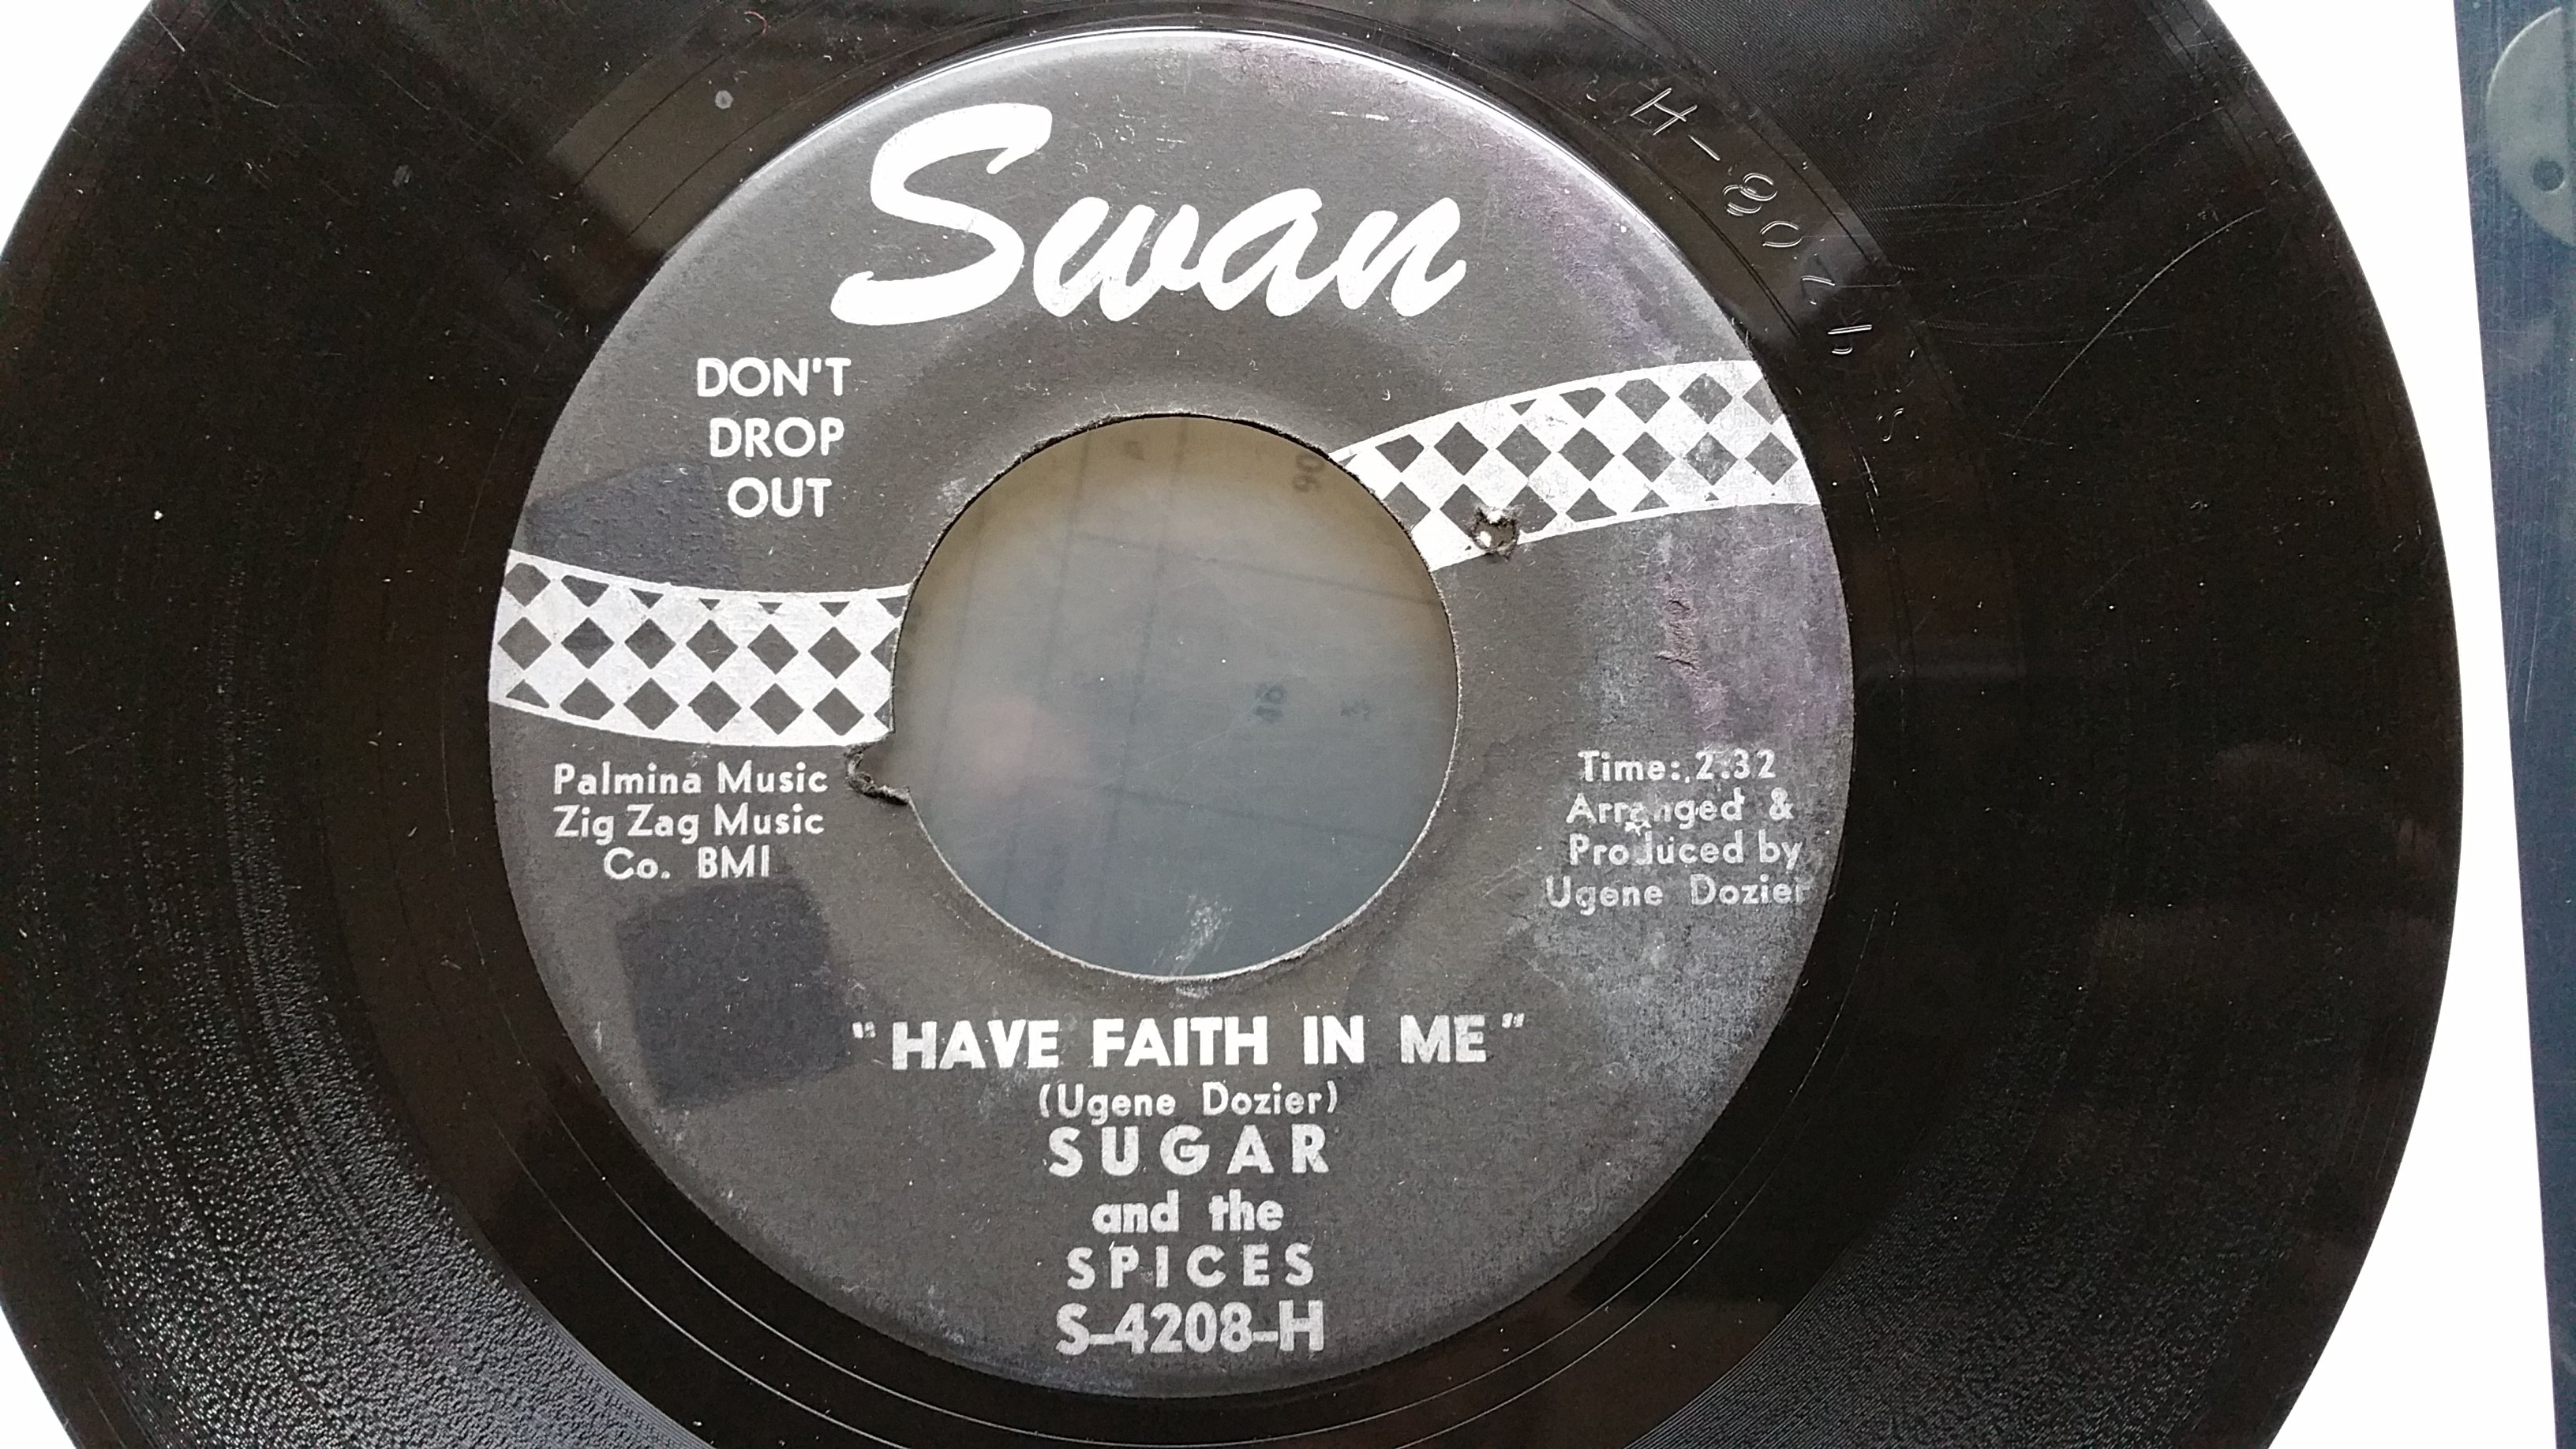 Swan
DON'T
DROP
OUT
Palmina Music
Zig Zag Music
Co. BMI
Time: 2:32
Arranged &
Produced by
Ugene Dozier
"HAVE FAITH IN ME"
(Ugene Dozier)
SUGAR
and the
SPICES
S-4208-H
90